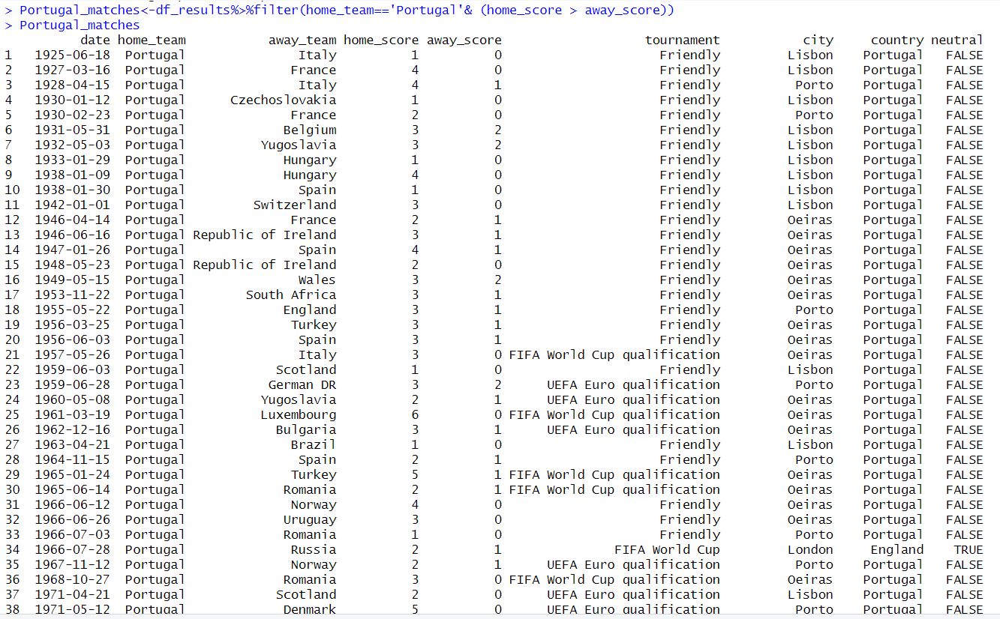 > Portugal_matches<-df_results%>%filter(home_team=='Portugal'& (home_score > away_score))
> Portugal_matches
date home_team away_team home_score away_score tournament city country neutral
1 1925-06-18 Portugal Italy 1 0 Friendly Lisbon Portugal FALSE
2 1927-03-16 Portugal France 4 0 Friendly Lisbon Portugal FALSE
3 1928-04-15 Portugal Italy 4 1 Friendly Porto Portugal FALSE
4 1930-01-12 Portugal Czechoslovakia 1 0 Friendly Lisbon Portugal FALSE
5 1930-02-23 Portugal France 2 0 Friendly Porto Portugal FALSE
6 1931-05-31 Portugal Belgium 3 2 Friendly Lisbon Portugal FALSE
7 1932-05-03 Portugal Yugoslavia 3 2 Friendly Lisbon Portugal FALSE
8 1933-01-29 Portugal Hungary 1 0 Friendly Lisbon Portugal FALSE
9 1938-01-09 Portugal Hungary 4 0 Friendly Lisbon Portugal FALSE
10 1938-01-30 Portugal Spain 1 0 Friendly Lisbon Portugal FALSE
11 1942-01-01 Portugal Switzerland 3 0 Friendly Lisbon Portugal FALSE
12 1946-04-14 Portugal France 2 1 Friendly Oeiras Portugal FALSE
13 1946-06-16 Portugal Republic of Ireland 3 1 Friendly Oeiras Portugal FALSE
14 1947-01-26 Portugal Spain 4 1 Friendly Oeiras Portugal FALSE
15 1948-05-23 Portugal Republic of Ireland 2 0 Friendly Oeiras Portugal FALSE
16 1949-05-15 Portugal Wales 3 2 Friendly Oeiras Portugal FALSE
17 1953-11-22 Portugal South Africa 3 1 Friendly Oeiras Portugal FALSE
18 1955-05-22 Portugal England 3 1 Friendly Porto Portugal FALSE
19 1956-03-25 Portugal Turkey 3 1 Friendly Oeiras Portugal FALSE
20 1956-06-03 Portugal Spain 3 1 Friendly Oeiras Portugal FALSE
21 1957-05-26 Portugal Italy 3 0 FIFA World Cup qualification Oeiras Portugal FALSE
22 1959-06-03 Portugal Scotland 1 0 Friendly Lisbon Portugal FALSE
23 1959-06-28 Portugal German DR 3 2 UEFA Euro qualification Porto Portugal FALSE
24 1960-05-08 Portugal Yugoslavia 2 1 UEFA Euro qualification Oeiras Portugal FALSE
25 1961-03-19 Portugal Luxembourg 6 0 FIFA World Cup qualification Oeiras Portugal FALSE
26 1962-12-16 Portugal Bulgaria 3 1 UEFA Euro qualification Oeiras Portugal FALSE
27 1963-04-21 Portugal Brazil 1 0 Friendly Lisbon Portugal FALSE
28 1964-11-15 Portugal Spain 2 1 Friendly Porto Portugal FALSE
29 1965-01-24 Portugal Turkey 5 1 FIFA World Cup qualification Oeiras Portugal FALSE
30 1965-06-14 Portugal Romania 2 1 FIFA World Cup qualification Oeiras Portugal FALSE
31 1966-06-12 Portugal Norway 4 0 Friendly Oeiras Portugal FALSE
32 1966-06-26 Portugal Uruguay 3 0 Friendly Oeiras Portugal FALSE
33 1966-07-03 Portugal Romania 1 0 Friendly Porto Portugal FALSE
34 1966-07-28 Portugal Russia 2 1 FIFA World Cup London England TRUE
35 1967-11-12 Portugal Norway 2 1 UEFA Euro qualification Porto Portugal FALSE
36 1968-10-27 Portugal Romania 3 0 FIFA World Cup qualification Oeiras Portugal FALSE
37 1971-04-21 Portugal Scotland 2 0 UEFA Euro qualification Lisbon Portugal FALSE
38 1971-05-12 Portugal Denmark 5 0 UEFA Euro qualification Porto Portugal FALSE